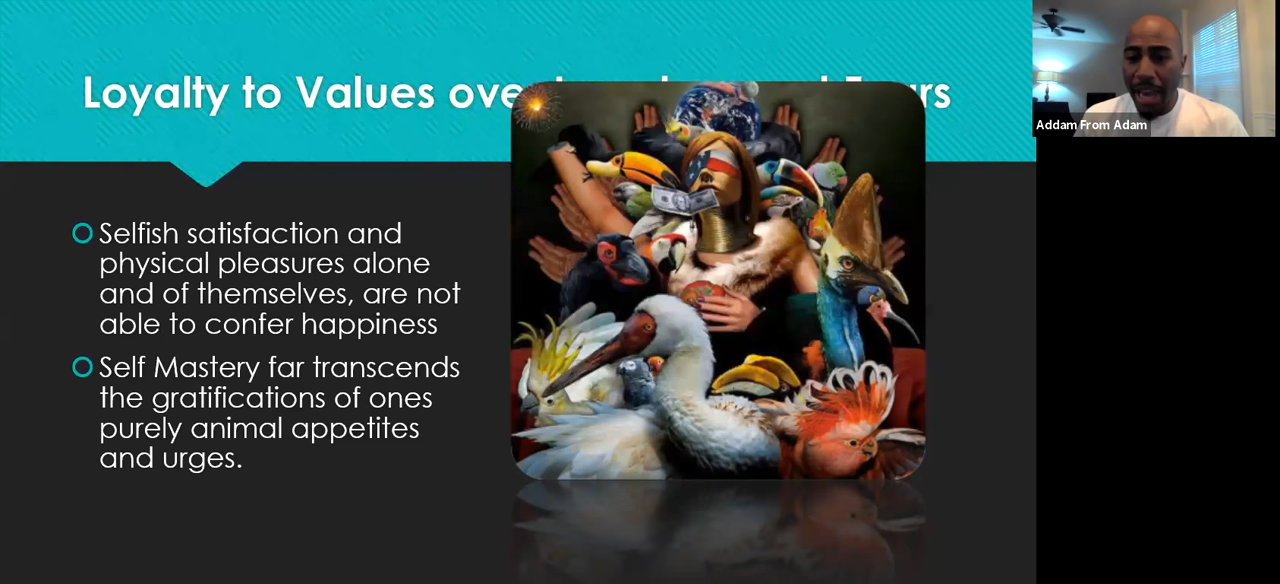 Loyalty to Values over
Addam From Adam
Selfish satisfaction and
physical pleasures alone
and of themselves, are not
able to confer happiness
Self Mastery far transcends
the gratifications of ones
purely animal appetites
and urges.